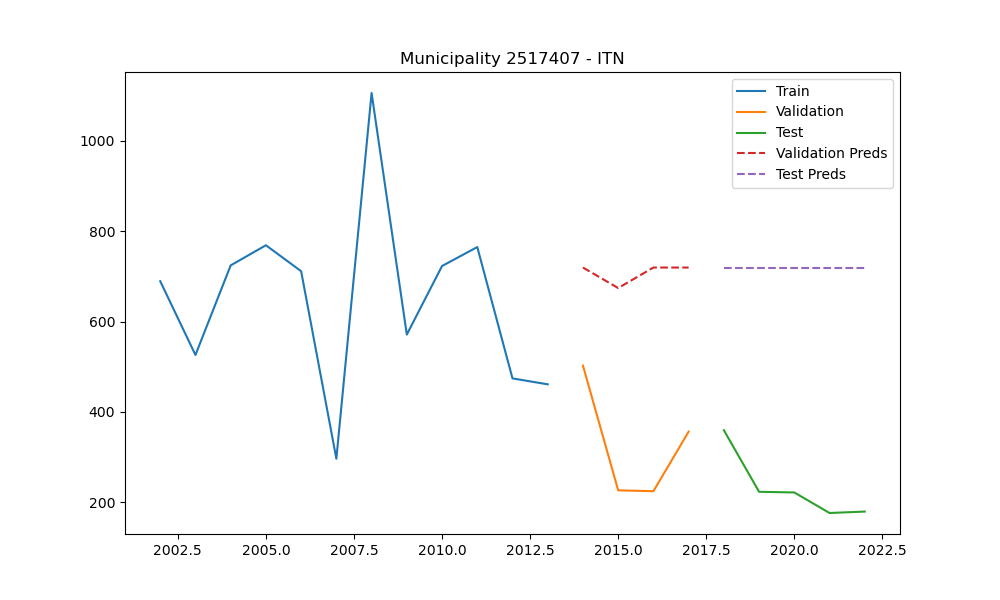 Municipality 2517407 - ITN
Train
Validation
Test
Validation Preds
Test Preds
1000
800
600
400
200
2002.5 2005.0 2007.5 2010.0 2012.5 2015.0 2017.5 2020.0 2022.5